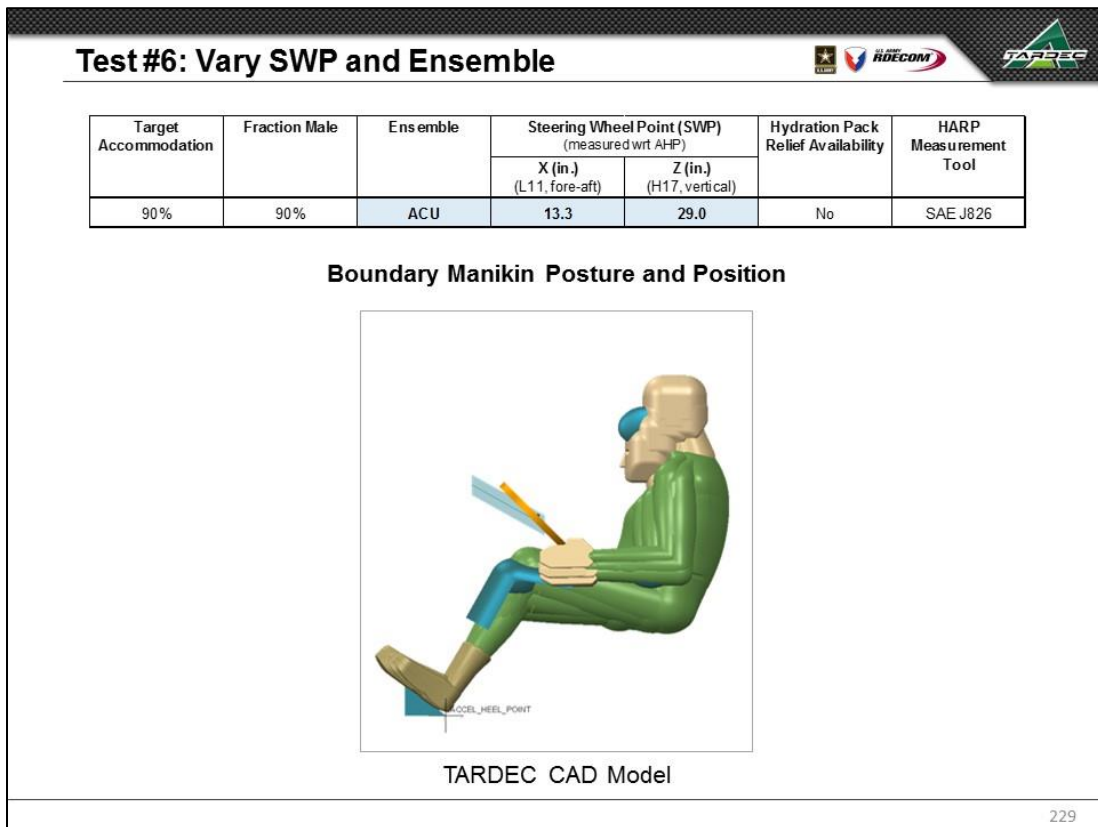 Test #6: Vary SWP and Ensemble
U.S. ARMY
U.S. ARMY
RDECOM
TARDEC
Target Accommodation
Fraction Male
Ensemble
Steering Wheel Point (SWP)
(measured wrt AHP)
X (in.)
(L11, fore-aft)
Z (in.)
(H17, vertical)
Hydration Pack
Relief Availability
HARP
Measurement
Tool
90%
90%
ACU
13.3
29.0
No
SAE J826
Boundary Manikin Posture and Position
ACCEL_HEEL_POINT
TARDEC CAD Model
229